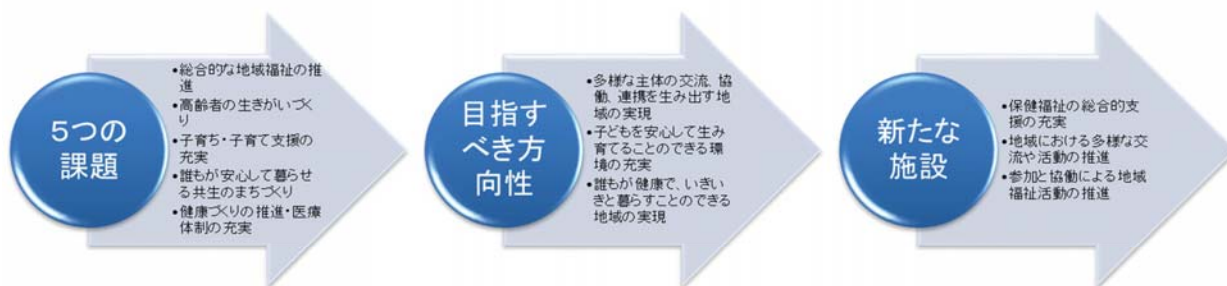 5つの
課題
•総合的な地域福祉の推
進
•高齢者の生きがいづく
り
•子育ち・子育て支援の
充実
•誰もが安心して暮らせ
る共生のまちづくり
•健康づくりの推進・医療
体制の充実
目指す
べき方
向性
•多様な主体の交流、協
働、連携を生み出す地
域の実現
•子どもを安心して生み
育てることのできる環
境の充実
•誰もが健康で、いきい
きと暮らすことのできる
地域の実現
新たな
施設
•保健福祉の総合的支
援の充実
•地域における多様な交
流や活動の推進
•参加と協働による地域
福祉活動の推進